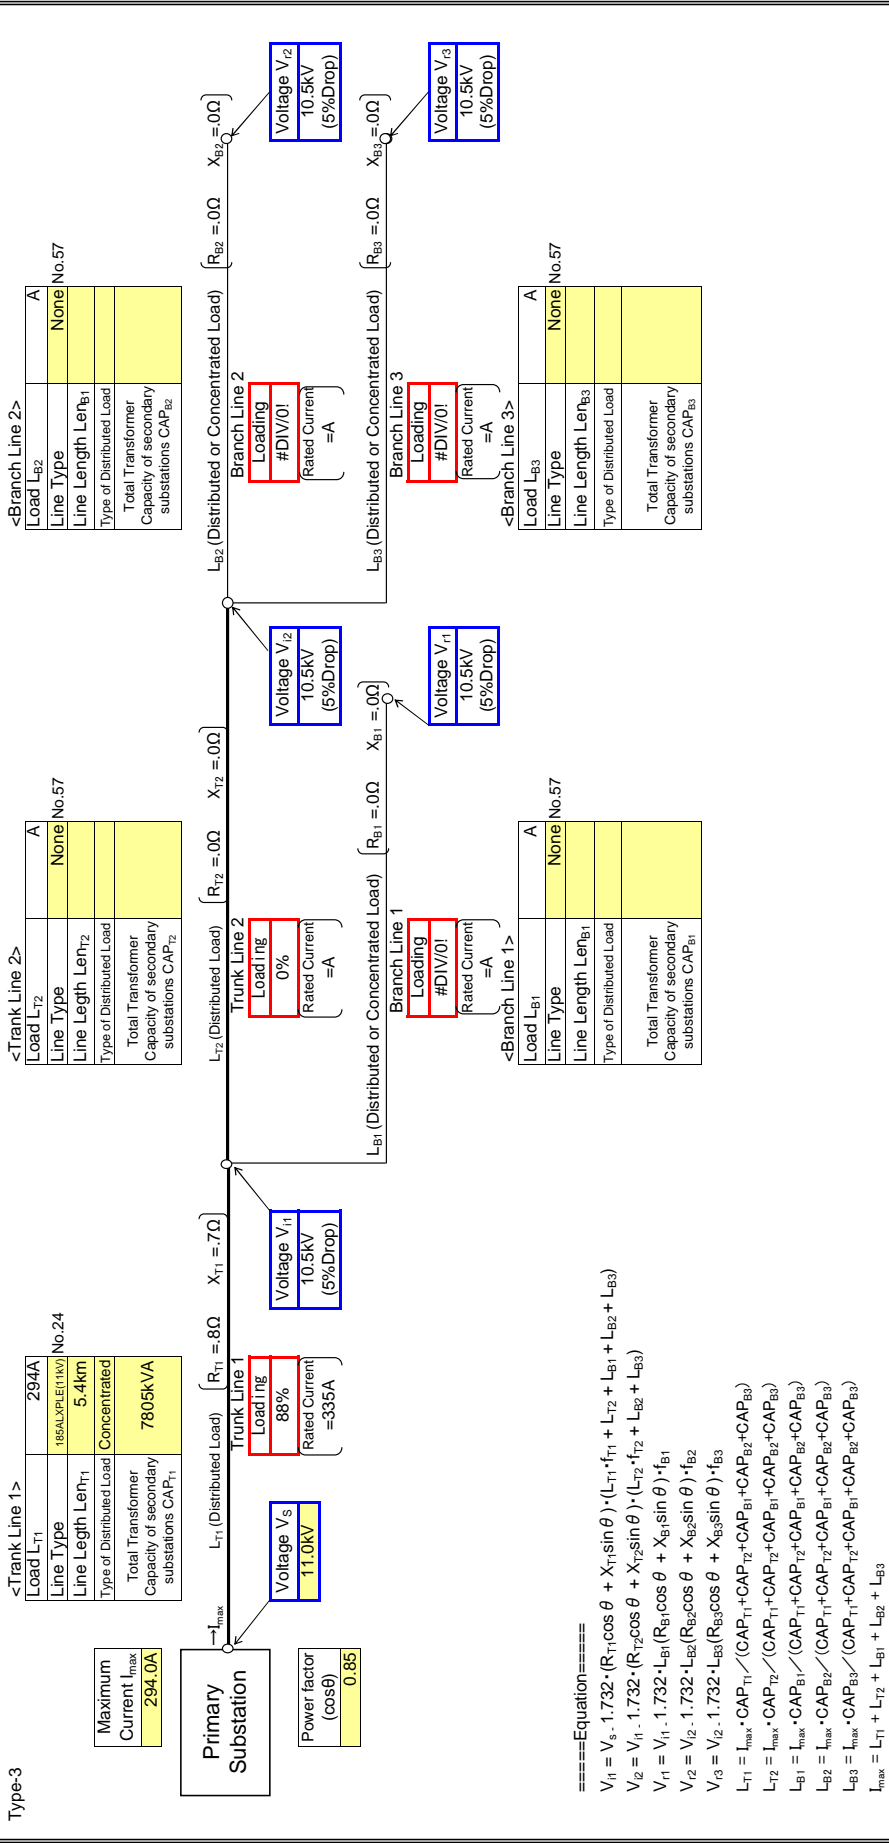 Type-3
Maximum
Current Imax
294.0A
Primary
Substation
Power factor
(cosθ)
0.85
→Imax
Voltage VS
11.0kV
<Trank Line 1>
Load LT1 294A
Line Type 185ALXPLE(11kV) No.24
Line Legth LenT1 5.4km
Type of Distributed Load Concentrated
Total Transformer
Capacity of secondary
substations CAPT1
7805kVA
LT1 (Distributed Load)
RT1 =.8Ω XT1 =.7Ω
Trunk Line 1
Loading
88%
Rated Current
=335A
Voltage Vi1
10.5kV
(5%Drop)
<Trank Line 2>
Load LT2 A
Line Type None No.57
Line Legth LenT2
Type of Distributed Load
Total Transformer
Capacity of secondary
substations CAPT2
LT2 (Distributed Load)
RT2 =.0Ω XT2 =.0Ω
Trunk Line 2
Loading
0%
Rated Current
=A
Voltage Vi2
10.5kV
(5%Drop)
LB1 (Distributed or Concentrated Load)
RB1 =.0Ω XB1 =.0Ω
Branch Line 1
Loading
#DIV/0!
Rated Current
=A
Voltage Vr1
10.5kV
(5%Drop)
<Branch Line 1>
Load LB1 A
Line Type None No.57
Line Length LenB1
Type of Distributed Load
Total Transformer
Capacity of secondary
substations CAPB1
<Branch Line 2>
Load LB2 A
Line Type None No.57
Line Length LenB1
Type of Distributed Load
Total Transformer
Capacity of secondary
substations CAPB2
LB2 (Distributed or Concentrated Load)
RB2 =.0Ω XB2 =.0Ω
Branch Line 2
Loading
#DIV/0!
Rated Current
=A
Voltage Vr2
10.5kV
(5%Drop)
LB3 (Distributed or Concentrated Load)
RB3 =.0Ω XB3 =.0Ω
Branch Line 3
Loading
#DIV/0!
Rated Current
=A
Voltage Vr3
10.5kV
(5%Drop)
<Branch Line 3>
Load LB3 A
Line Type None No.57
Line Length LenB3
Type of Distributed Load
Total Transformer
Capacity of secondary
substations CAPB3
=====Equation=====
Vi1 = Vs - 1.732・(RT1cos θ + XT1sin θ)・(LT1・fT1 + LT2 + LB1 + LB2 + LB3)
Vi2 = Vi1 - 1.732・(RT2cos θ + XT2sin θ)・(LT2・fT2 + LB2 + LB3)
Vr1 = Vi1 - 1.732・LB1(RB1cos θ + XB1sin θ)・fB1
Vr2 = Vi2 - 1.732・LB2(RB2cos θ + XB2sin θ)・fB2
Vr3 = Vi2 - 1.732・LB3(RB3cos θ + XB3sin θ)・fB3
LT1 = Imax・CAPT1／(CAPT1+CAPT2+CAPB1+CAPB2+CAPB3)
LT2 = Imax・CAPT2／(CAPT1+CAPT2+CAPB1+CAPB2+CAPB3)
LB1 = Imax・CAPB1／(CAPT1+CAPT2+CAPB1+CAPB2+CAPB3)
LB2 = Imax・CAPB2／(CAPT1+CAPT2+CAPB1+CAPB2+CAPB3)
LB3 = Imax・CAPB3／(CAPT1+CAPT2+CAPB1+CAPB2+CAPB3)
Imax = LT1 + LT2 + LB1 + LB2 + LB3